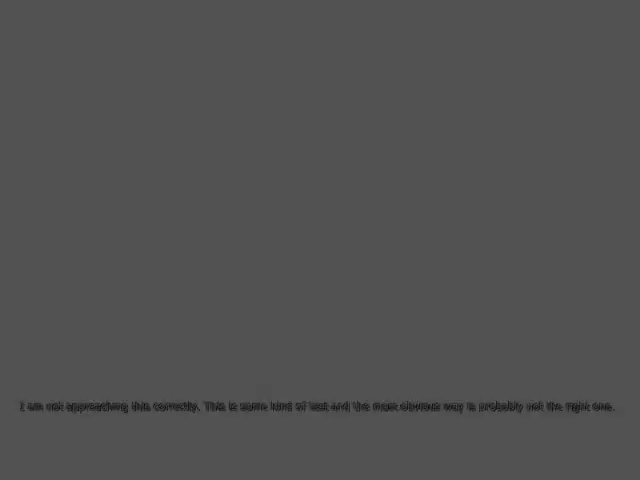 I am not approaching this correctly. This is some kind of test and the most obvious way is probably not the right one.